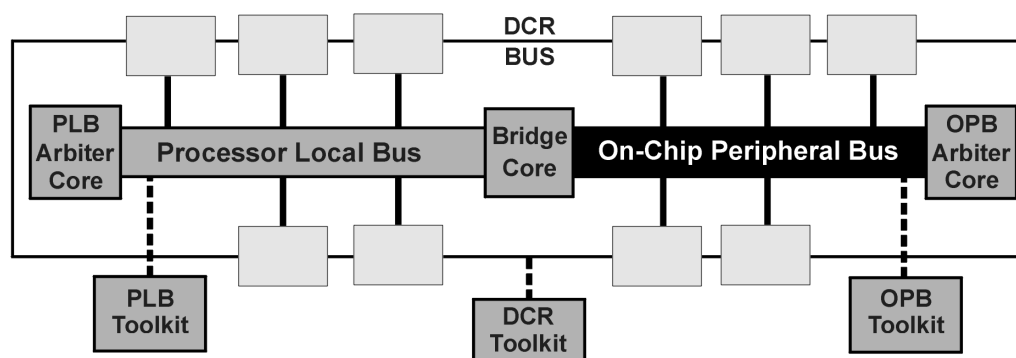 DCR
BUS
PLB
Arbiter
Core
Processor Local Bus
Bridge
Core
On-Chip Peripheral Bus
OPB
Arbiter
Core
PLB
Toolkit
DCR
Toolkit
OPB
Toolkit